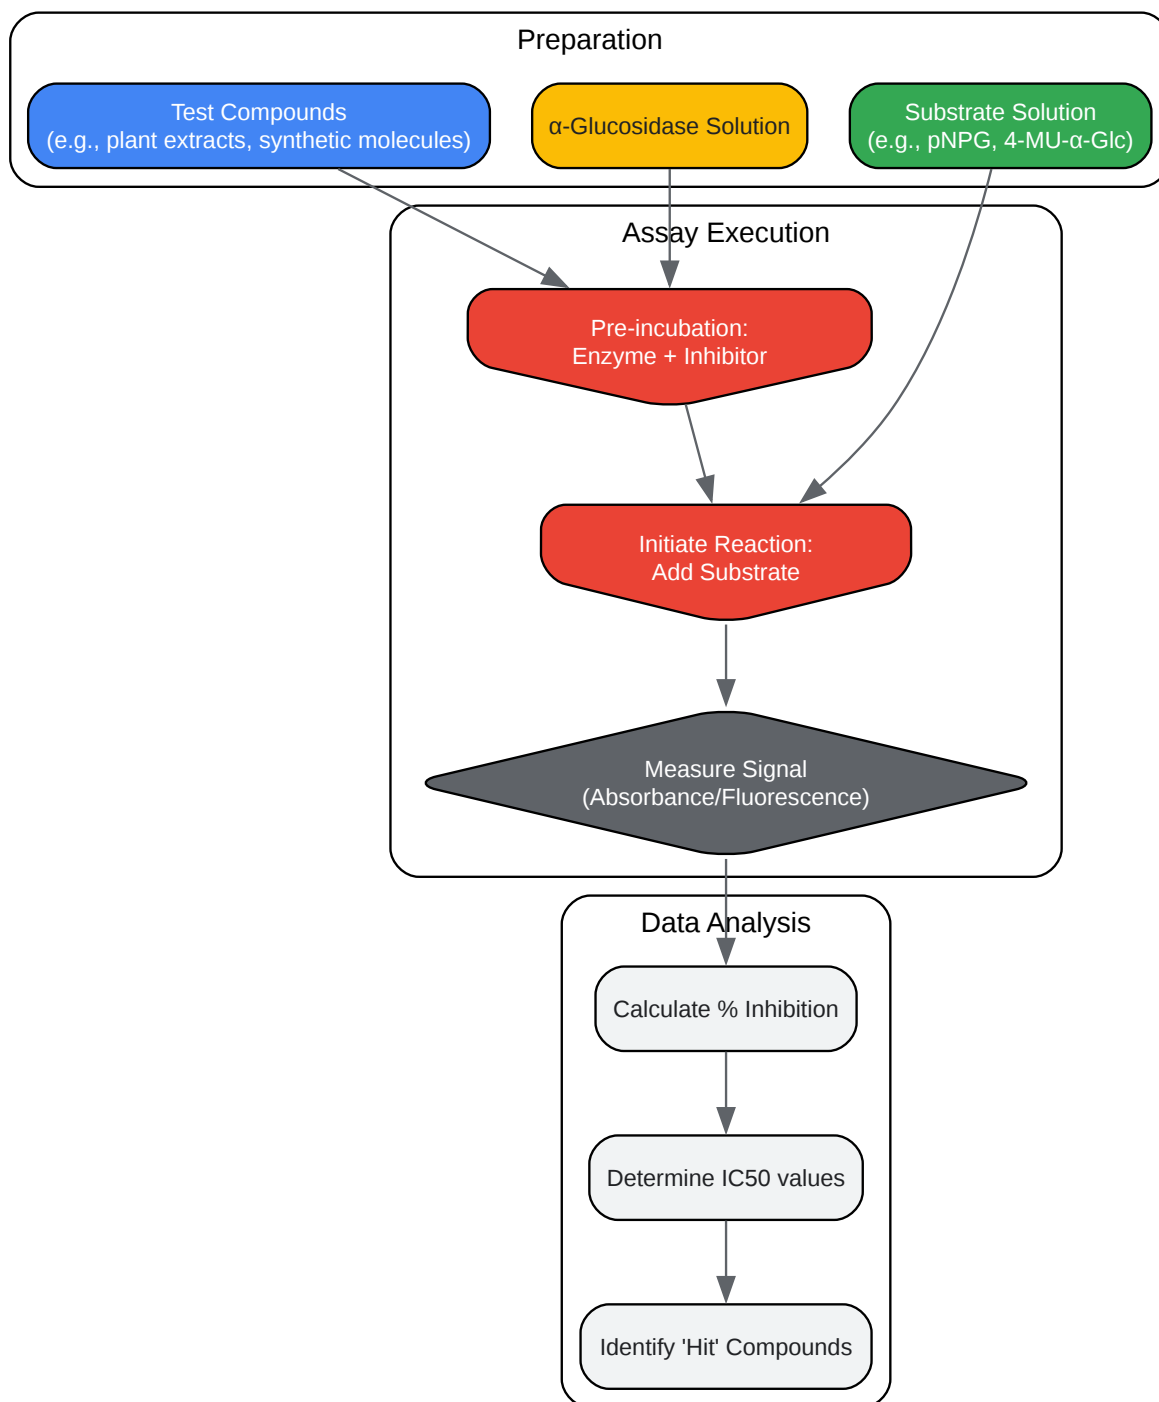 Preparation
Test Compounds
(e.g., plant extracts, synthetic molecules)
α-Glucosidase Solution
Substrate Solution
(e.g., pNPG, 4-MU-α-Glc)
Assay Execution
Pre-incubation:
Enzyme + Inhibitor
Initiate Reaction:
Add Substrate
Measure Signal
(Absorbance/Fluorescence)
Data Analysis
Calculate % Inhibition
Determine IC50 values
Identify 'Hit' Compounds